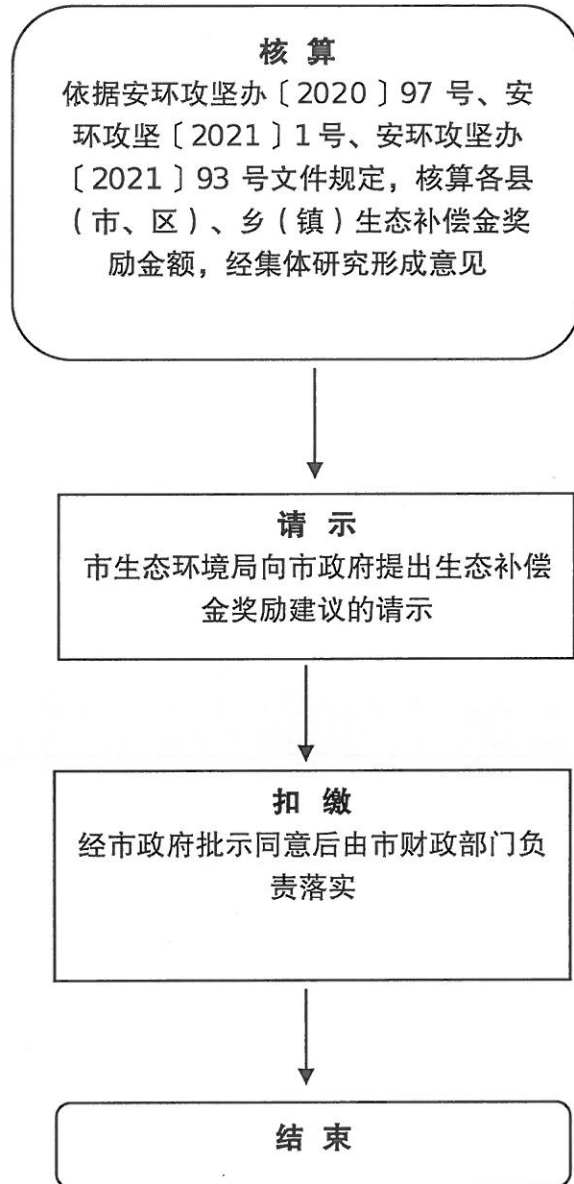 核 算
依据安环攻坚办〔2020〕97 号、安
环攻坚〔2021〕1 号、安环攻坚办
〔2021〕93 号文件规定，核算各县
（市、区）、乡（镇）生态补偿金奖
励金额，经集体研究形成意见
请 示
市生态环境局向市政府提出生态补偿
金奖励建议的请示
扣 缴
经市政府批示同意后由市财政部门负
责落实
结 束